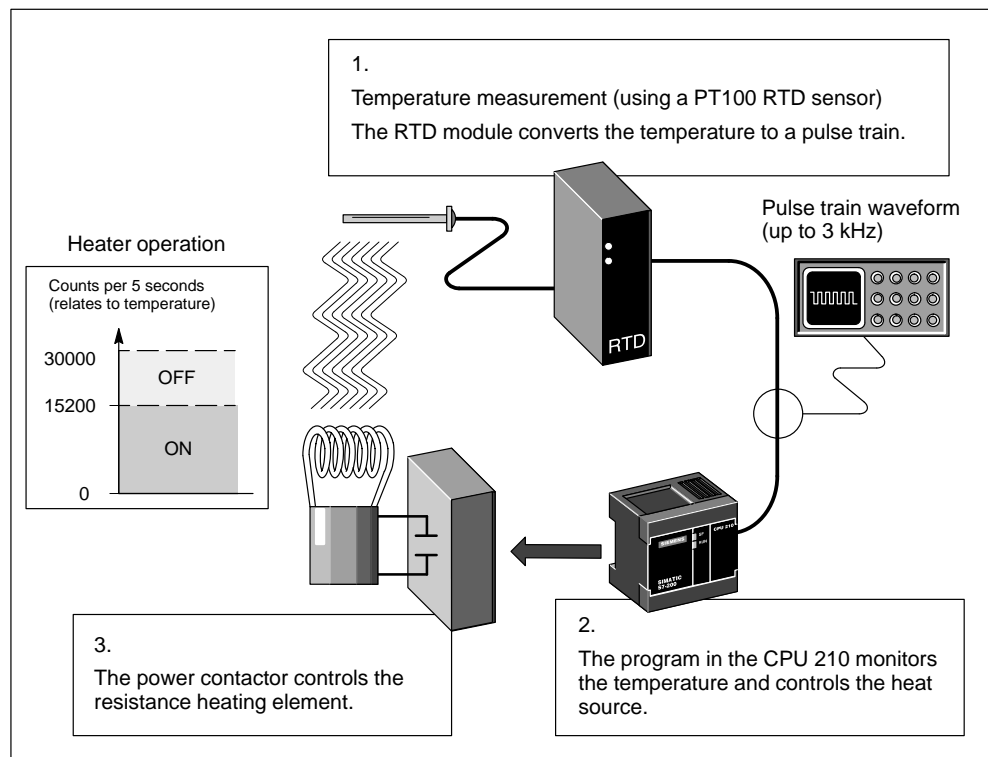 1.
Temperature measurement (using a PT100 RTD sensor)
The RTD module converts the temperature to a pulse train.
Pulse train waveform
(up to 3 kHz)
Heater operation
Counts per 5 seconds
(relates to temperature)
30000
OFF
15200
ON
0
RTD
SIEMENS
SF
RUN
CPU 210
SIMATIC
S7-200
3.
The power contactor controls the
resistance heating element.
2.
The program in the CPU 210 monitors
the temperature and controls the heat
source.